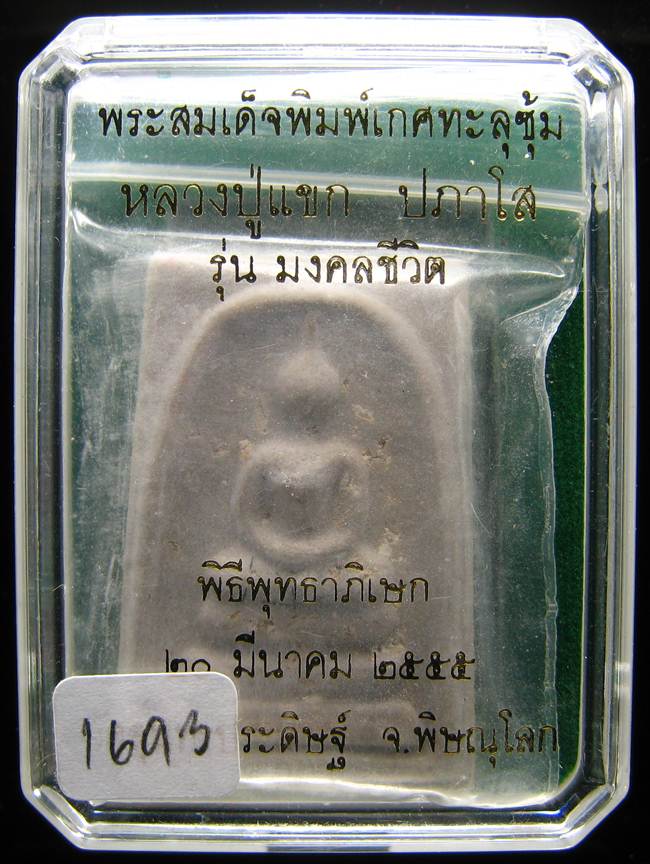 พระสมเด็จพิมพ์เกศทะลุซุ้ม
หลวงปู่แขก ปภาโส
รุ่น มงคลชีวิต
พิธีพุทธาภิเษก
๒๐ มีนาคม ๒๕๕๕
ระดิษฐ์ จ.พิษณุโลก
1693